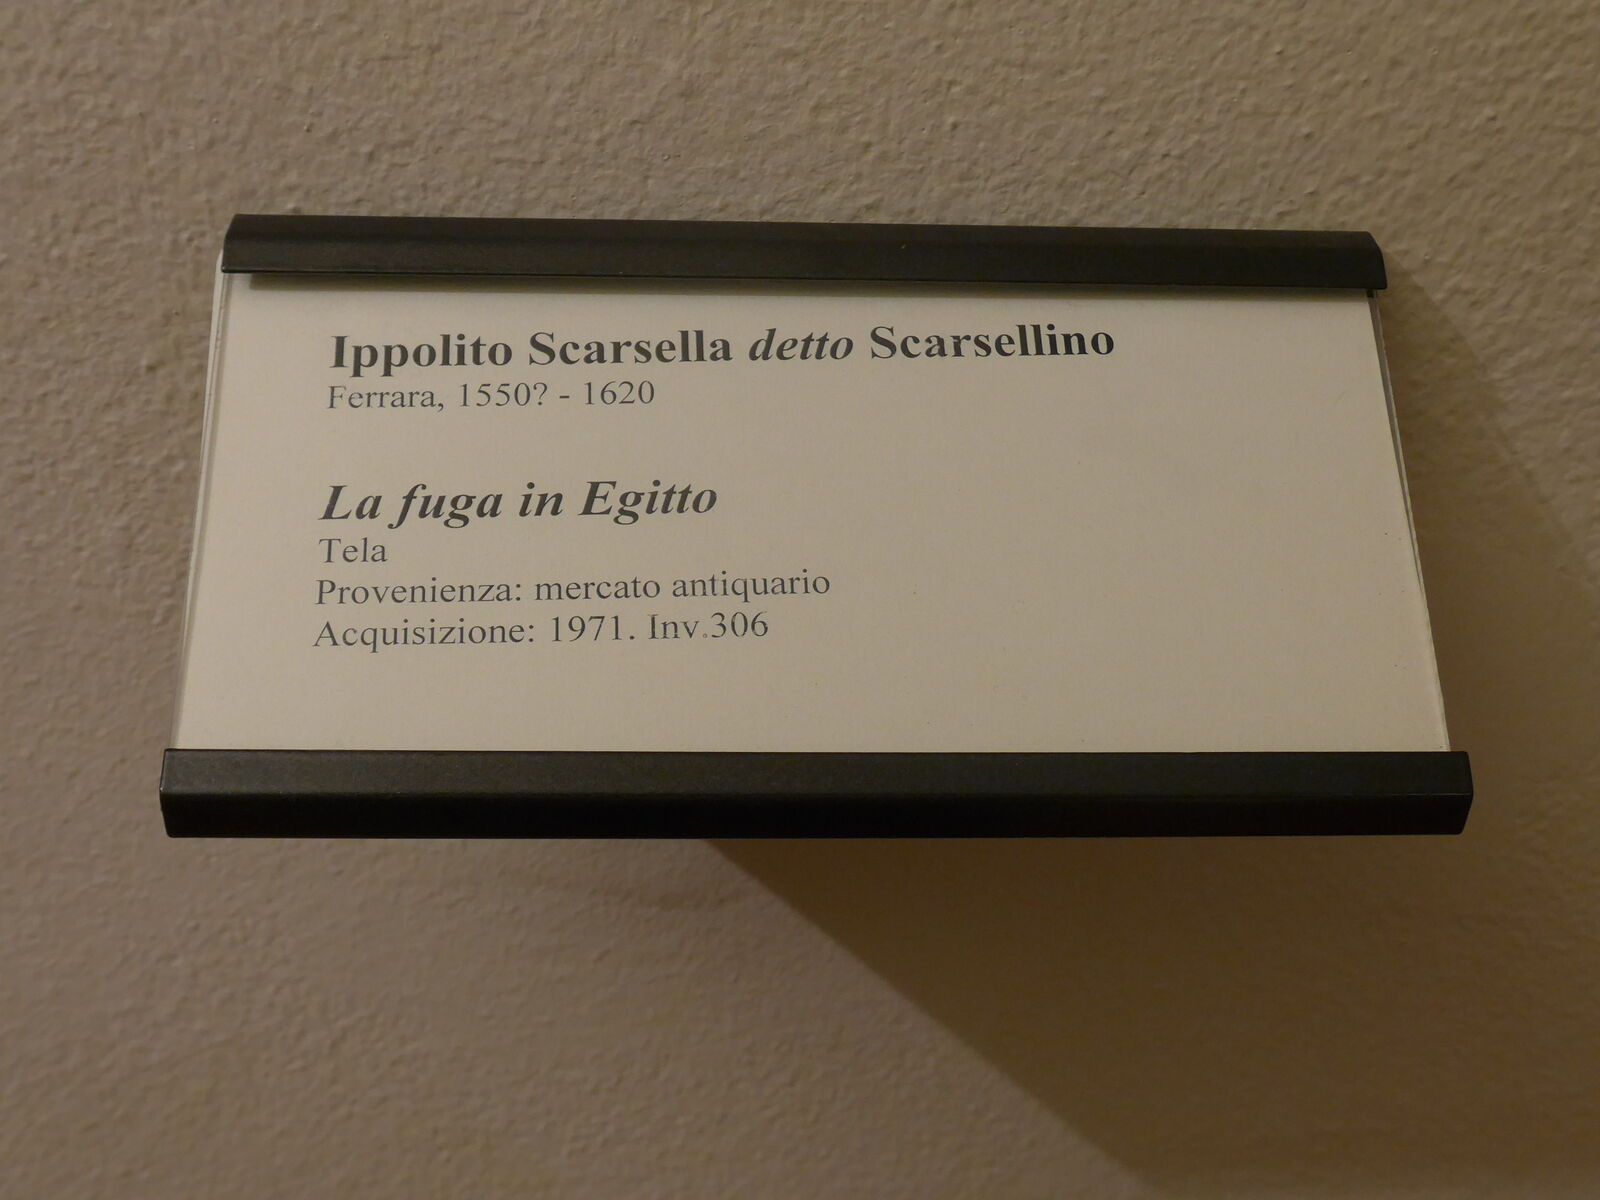 Ippolito Scarsella detto Scarsellino
Ferrara, 1550? - 1620
La fuga in Egitto
Tela
Provenienza: mercato antiquario
Acquisizione: 1971. Inv.306